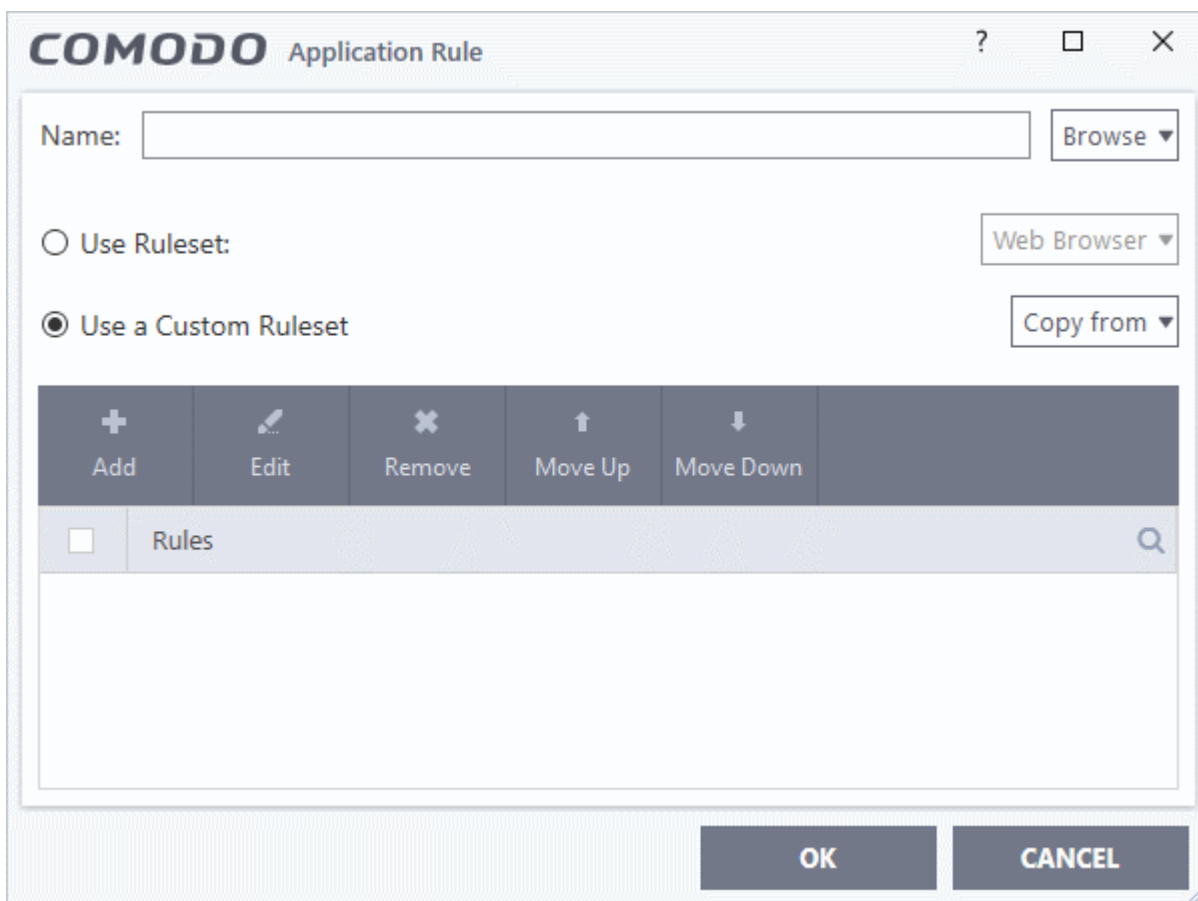 COMODO Application Rule ?
Name: Browse
Use Ruleset: Web Browser
Use a Custom Ruleset Copy from
Add Edit Remove Move Up Move Down
Rules
OK CANCEL